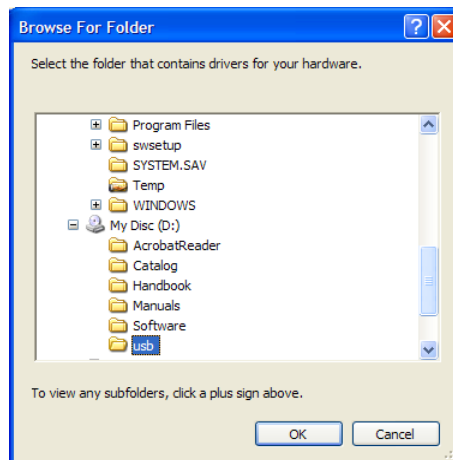 Browse For Folder
Select the folder that contains drivers for your hardware.
Program Files
swsetup
SYSTEM.SAV
Temp
WINDOWS
My Disc (D:)
AcrobatReader
Catalog
Handbook
Manuals
Software
usb
To view any subfolders, click a plus sign above.
OK Cancel